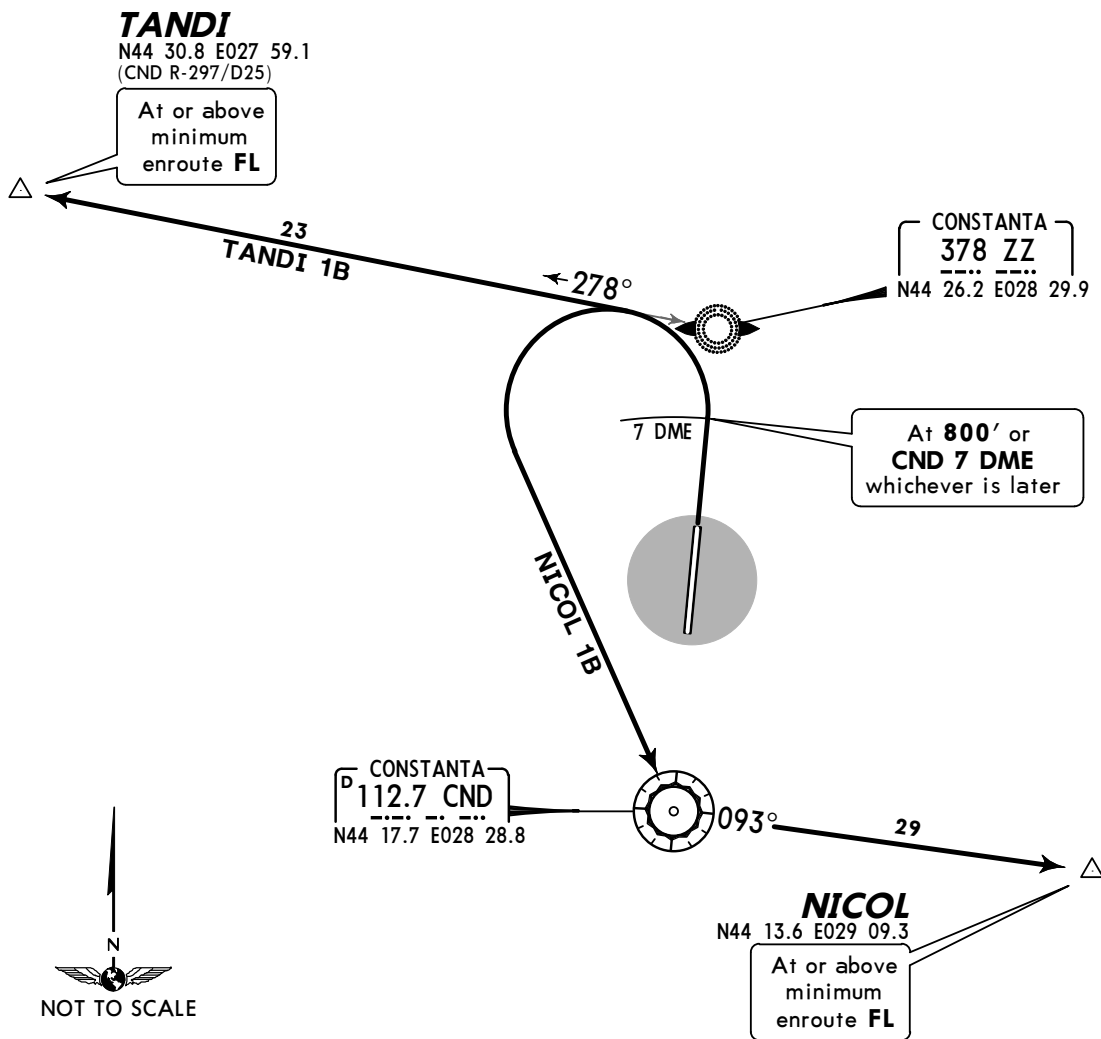 TANDI
N44 30.8 E027 59.1
(CND R-297/D25)
At or above
minimum
enroute FL
23
TANDI 1B
278°
CONSTANTA
378 ZZ
N44 26.2 E028 29.9
7 DME
At 800' or
CND 7 DME
whichever is later
NICOL 1B
CONSTANTA
D 112.7 CND
N44 17.7 E028 28.8
093°
29
NICOL
N44 13.6 E029 09.3
At or above
minimum
enroute FL
N
NOT TO SCALE